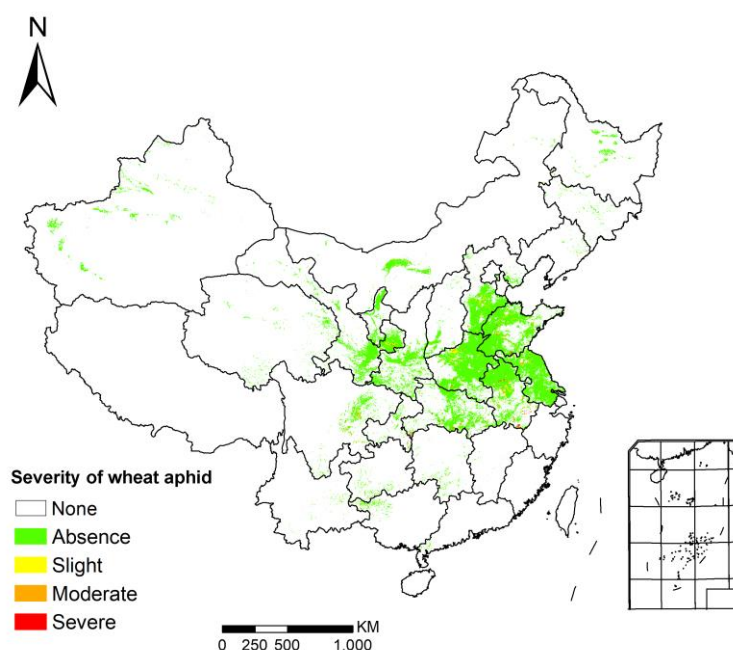 N
Severity of wheat aphid
None
Absence
Slight
Moderate
Severe
KM
0 250 500 1.000